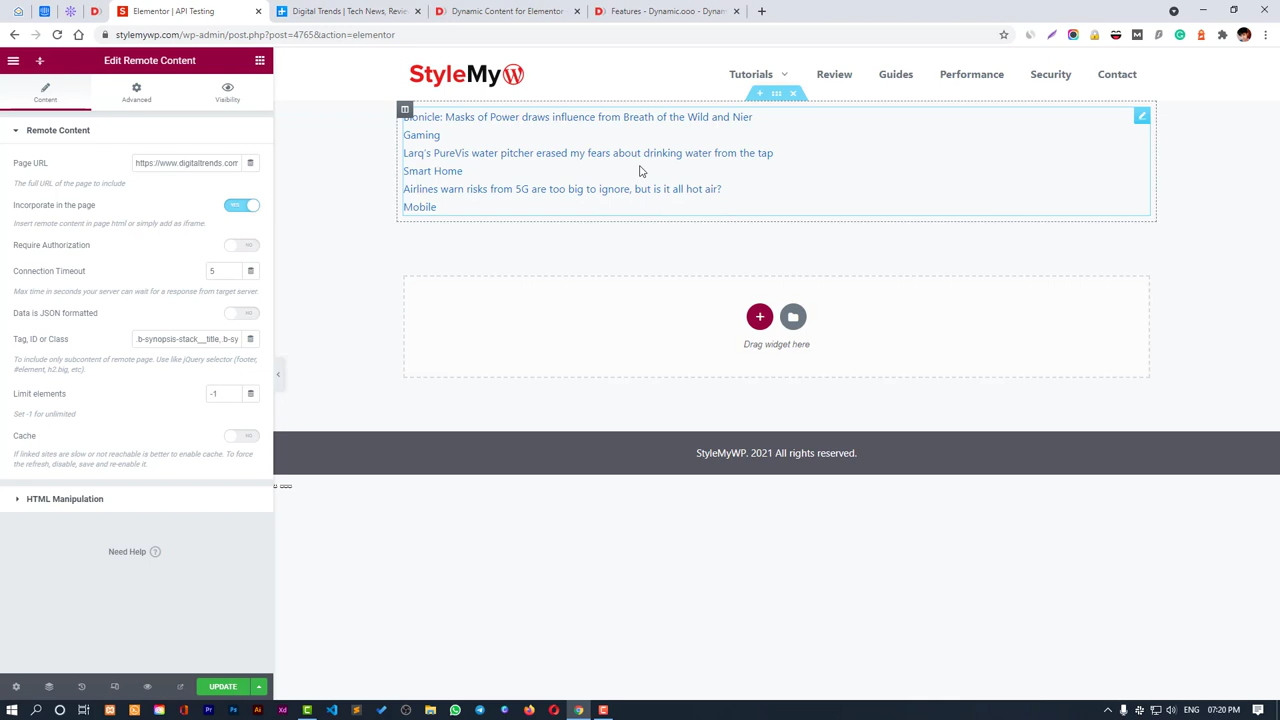 Elementor | API Testing
Digital Trends | Tech News, Review
Dynamic Content for Elementor -
Features - Dynamic.ooo - Dynam
stylemywp.com/wp-admin/post.php?post=4765&action=elementor
Edit Remote Content
Content
Advanced
Visibility
Remote Content
Page URL
https://www.digitaltrends.com
The full URL of the page to include
Incorporate in the page
YES
Insert remote content in page html or simply add as iframe.
Require Authorization
NO
Connection Timeout
5
Max time in seconds your server can wait for a response from target server.
Data is JSON formatted
NO
Tag, ID or Class
.b-synopsis-stack__title,.b-sy
To include only subcontent of remote page. Use like jQuery selector (footer,
#element, h2.big, etc).
Limit elements
-1
Set -1 for unlimited
Cache
NO
If linked sites are slow or not reachable is better to enable cache. To force
the refresh, disable, save and re-enable it.
HTML Manipulation
Need Help
UPDATE
StyleMyW
Tutorials
Review
Guides
Performance
Security
Contact
Bionicle: Masks of Power draws influence from Breath of the Wild and Nier
Gaming
Larq's PureVis water pitcher erased my fears about drinking water from the tap
Smart Home
Airlines warn risks from 5G are too big to ignore, but is it all hot air?
Mobile
Drag widget here
StyleMyWP. 2021 All rights reserved.
ENG
07:20 PM